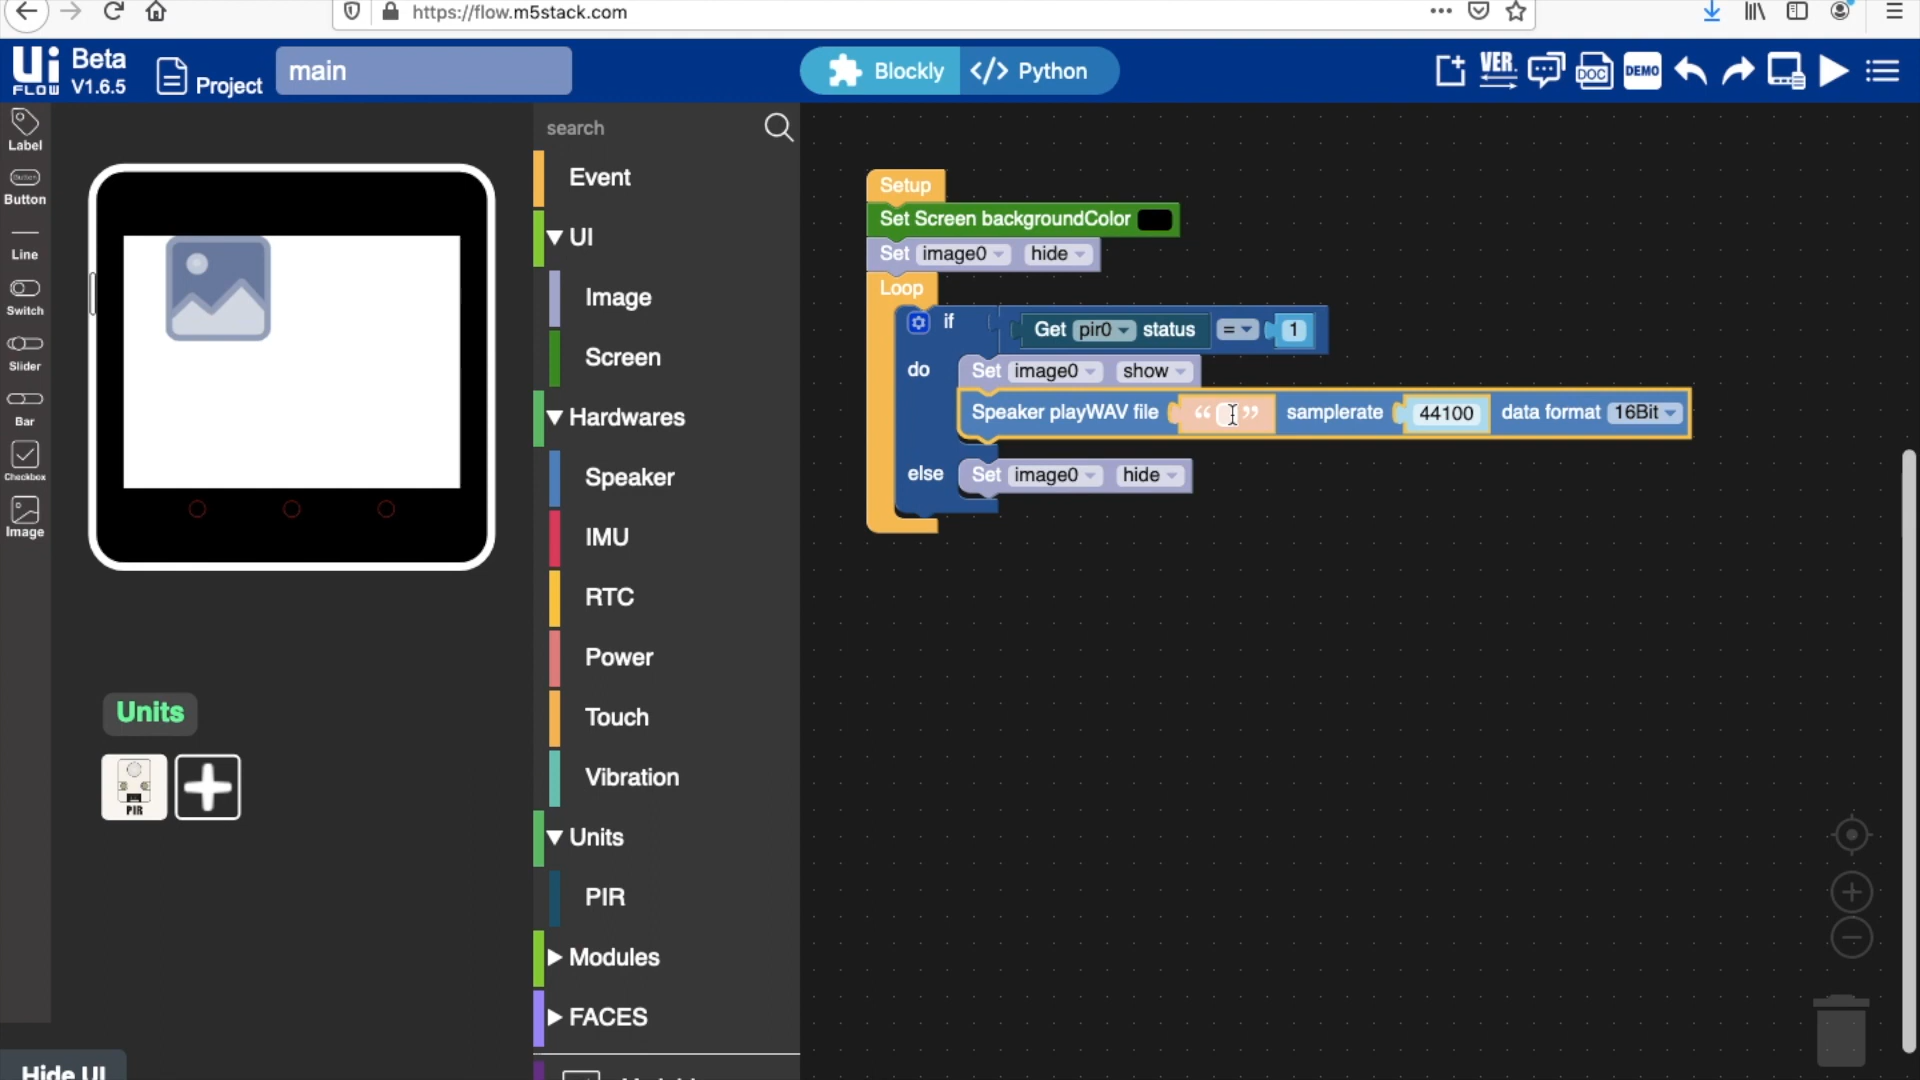 https://flow.m5stack.com
Ui
FLOW
Beta
V1.6.5
Project
main
Blockly
</> Python
VER.
DOC
DEMO
Label
Button
Line
Switch
Slider
Bar
Checkbox
Image
search
Event
UI
Image
Screen
Hardwares
Speaker
IMU
RTC
Power
Touch
Vibration
Units
PIR
Modules
FACES
Units
PIR
Hide UI
Setup
Set Screen backgroundColor
Set image0 hide
Loop
if Get pir0 status = 1
do Set image0 show
Speaker playWAV file “ ” samplerate 44100 data format 16Bit
else Set image0 hide